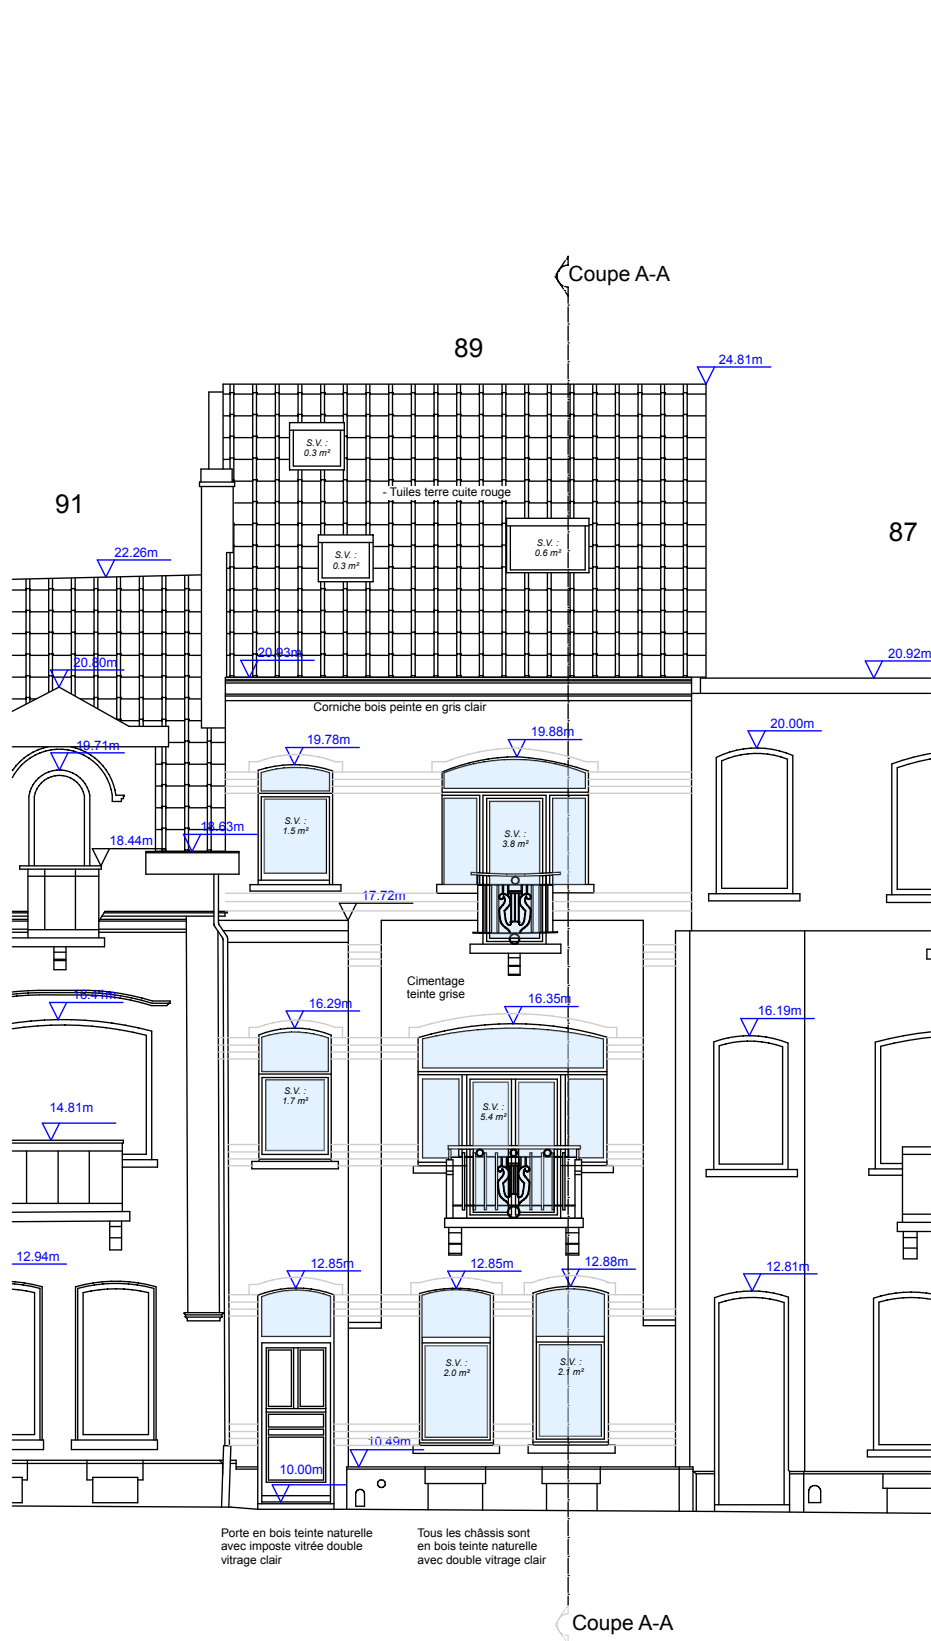 Coupe A-A
89
24.81m
S.V. :
0.3 m²
- Tuiles terre cuite rouge
91
87
S.V. :
0.6 m²
S.V. :
0.3 m²
22.26m
20.93m
20.92m
20.80m
Corniche bois peinte en gris clair
20.00m
19.88m
19.78m
19.71m
S.V. :
1.5 m²
S.V. :
3.8 m²
18.63m
18.44m
17.72m
Cimentage
teinte grise
16.41m
16.29m
16.35m
16.19m
S.V. :
1.7 m²
S.V. :
5.4 m²
14.81m
12.94m
12.85m
12.85m
12.88m
12.81m
S.V. :
2.0 m²
S.V. :
2.1 m²
10.49m
10.00m
Porte en bois teinte naturelle
avec imposte vitrée double
vitrage clair
Tous les châssis sont
en bois teinte naturelle
avec double vitrage clair
Coupe A-A